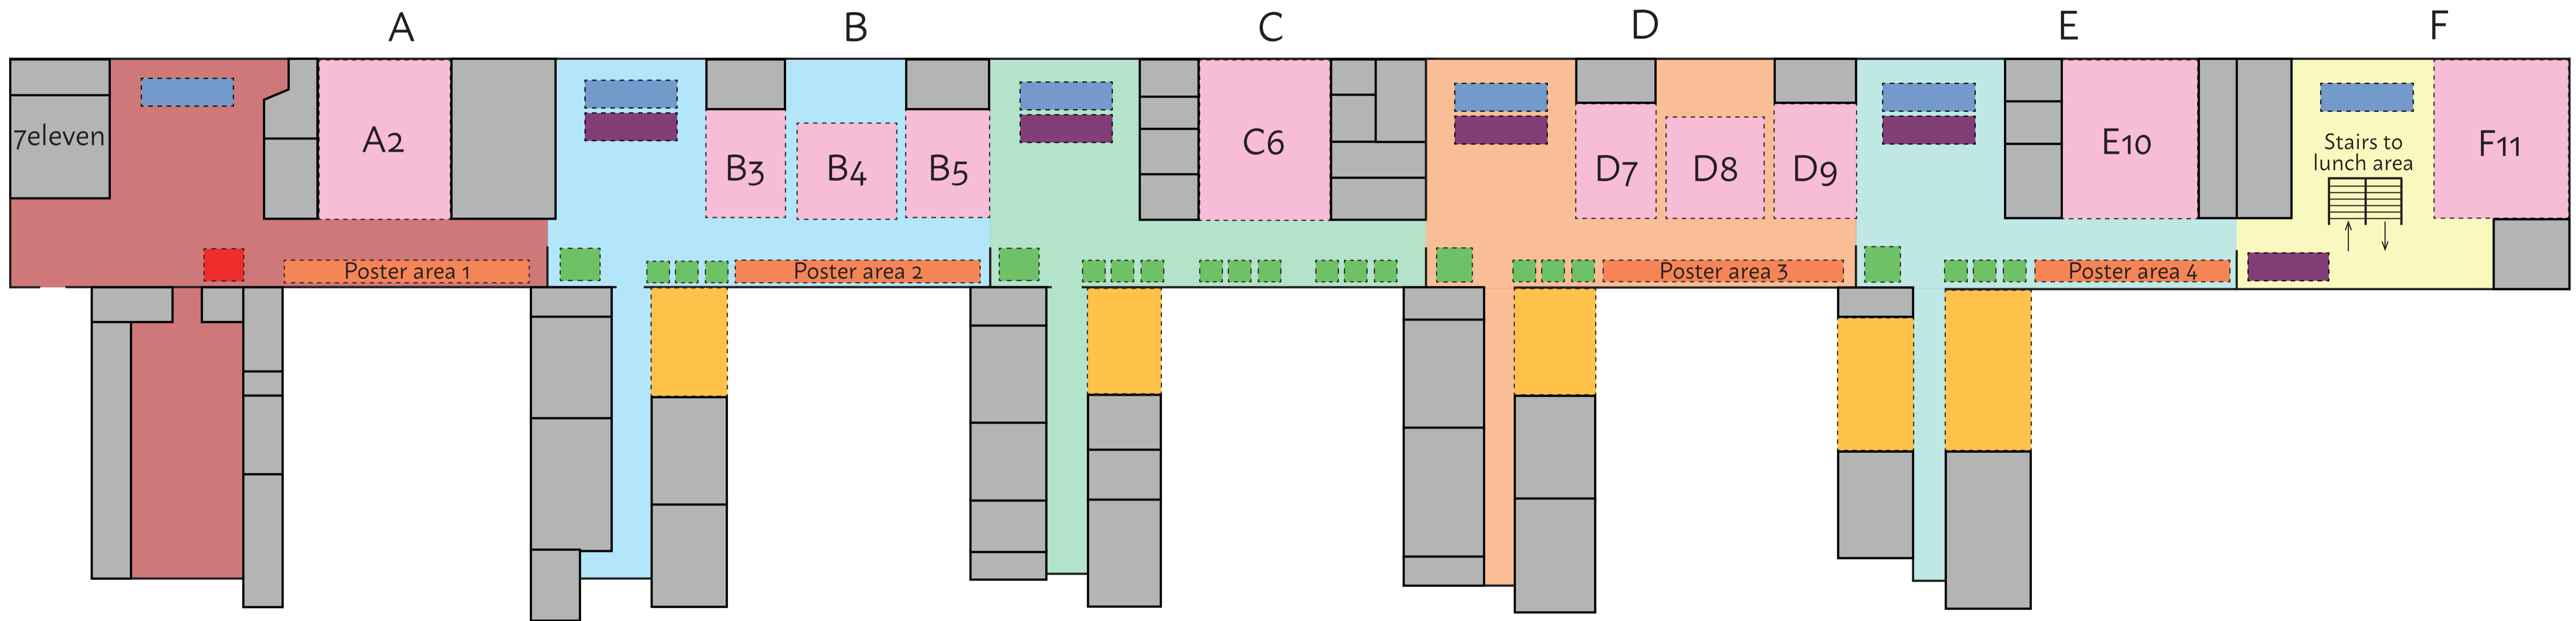 A
B
C
D
E
F
7eleven
A2
B3
B4
B5
C6
D7
D8
D9
E10
Stairs to
lunch area
F11
Poster area 1
Poster area 2
Poster area 3
Poster area 4